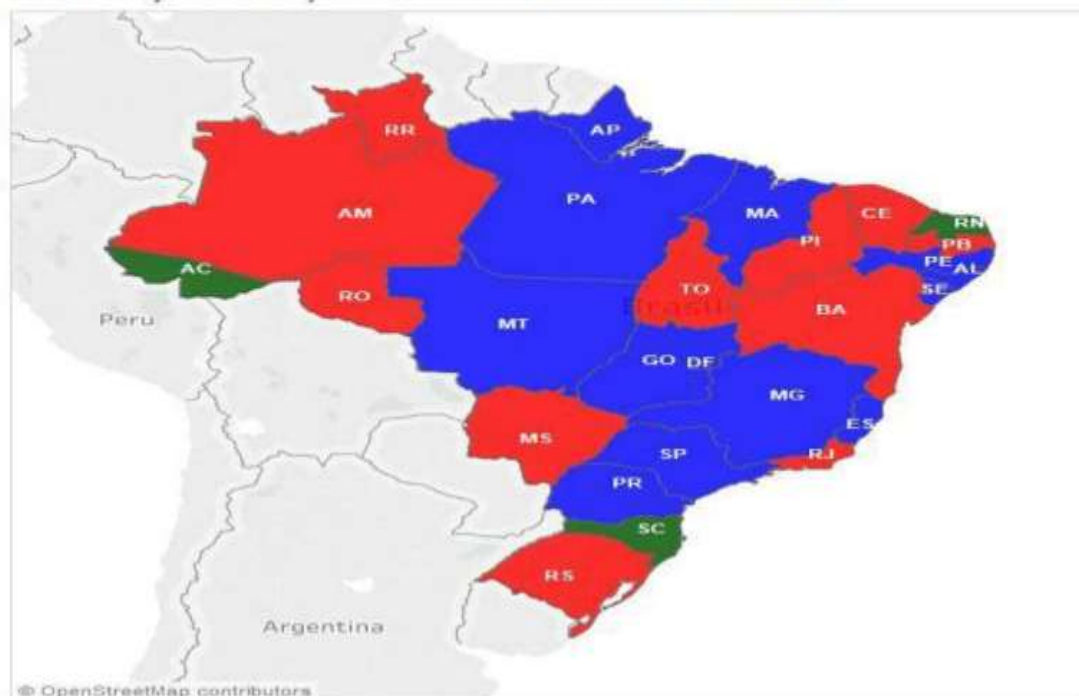 RR
AP
PA
AM
MA
CE
RN
PI
PB
PE
AL
AC
SE
RO
TO
Brasil
BA
Peru
MT
GO
DF
MG
ES
MS
RJ
SP
PR
SC
RS
Argentina
© OpenStreetMap contributors